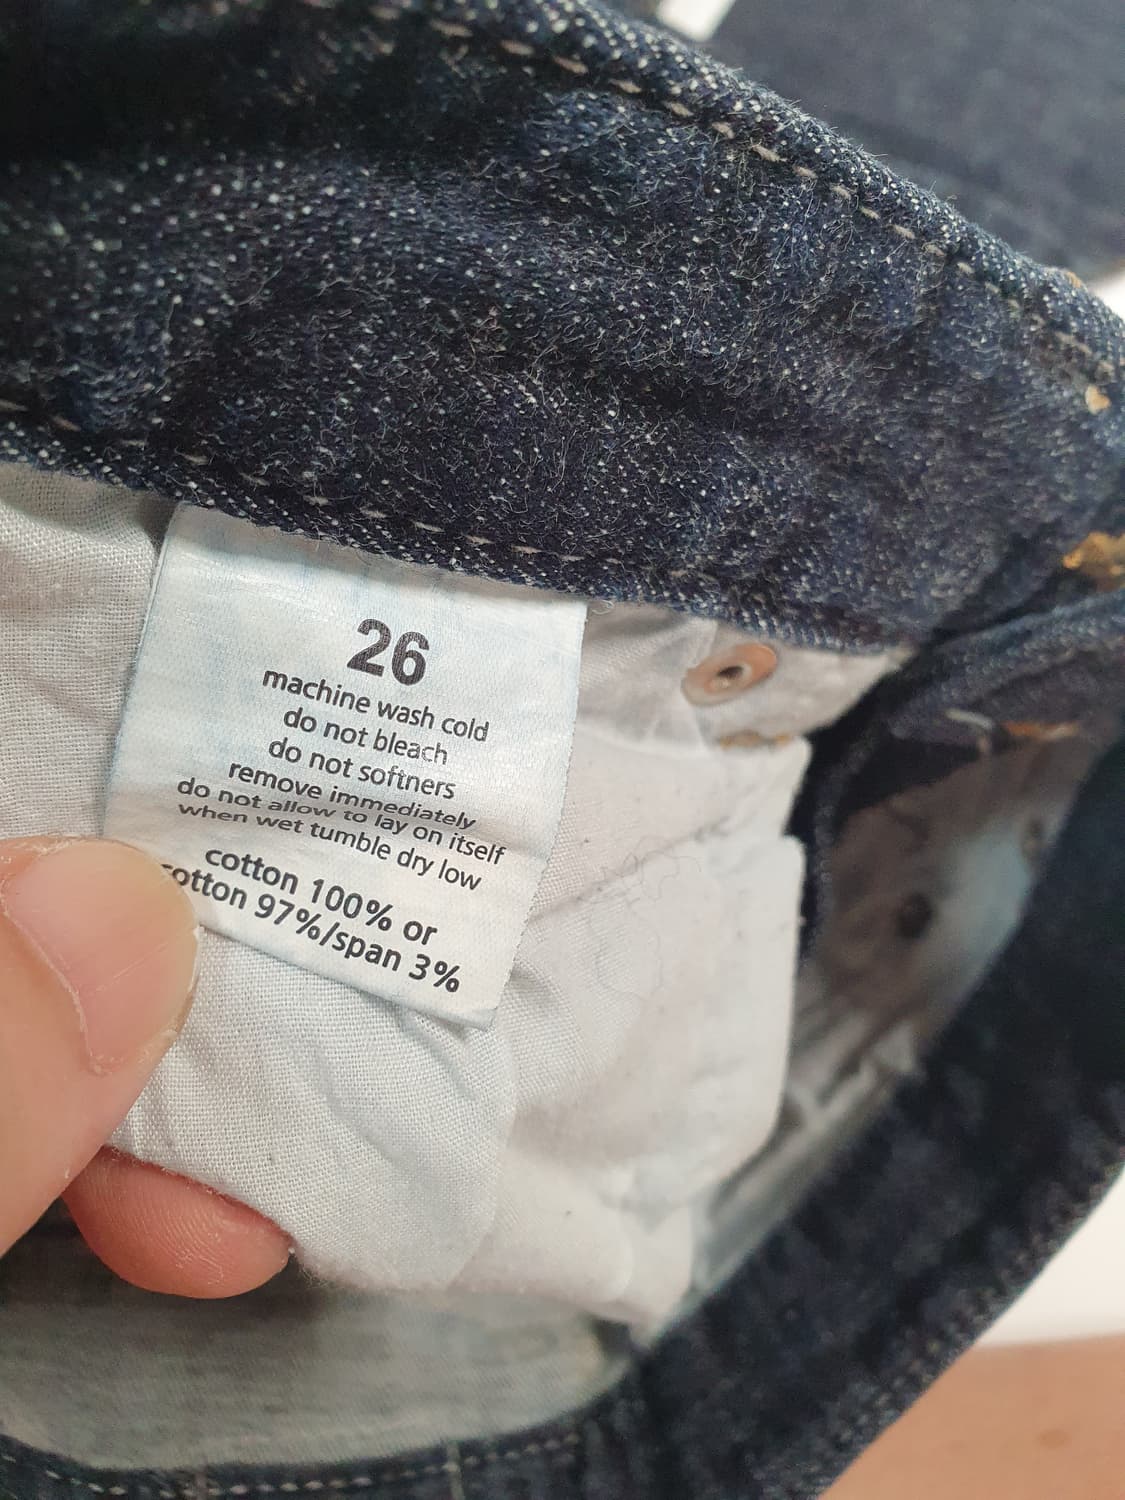 26
machine wash cold
do not bleach
do not softners
remove immediately
do not allow to lay on itself
when wet tumble dry low
cotton 100% or
cotton 97%/span 3%